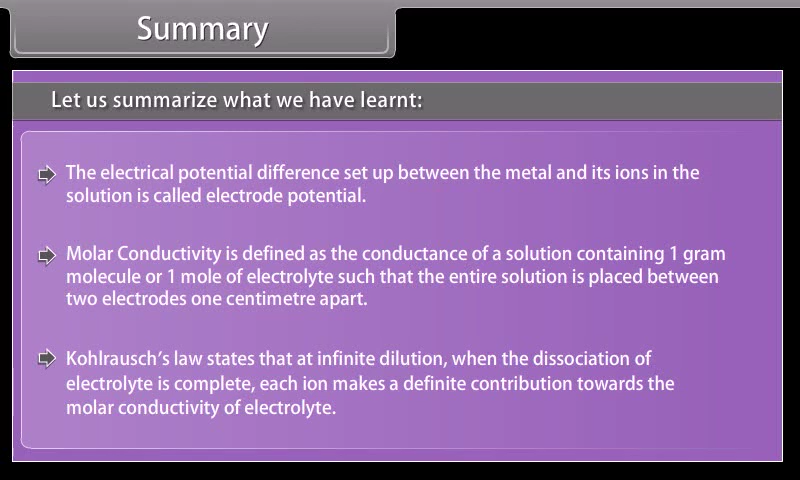 Summary
Let us summarize what we have learnt:
The electrical potential difference set up between the metal and its ions in the
solution is called electrode potential.
Molar Conductivity is defined as the conductance of a solution containing 1 gram
molecule or 1 mole of electrolyte such that the entire solution is placed between
two electrodes one centimetre apart.
Kohlrausch's law states that at infinite dilution, when the dissociation of
electrolyte is complete, each ion makes a definite contribution towards the
molar conductivity of electrolyte.